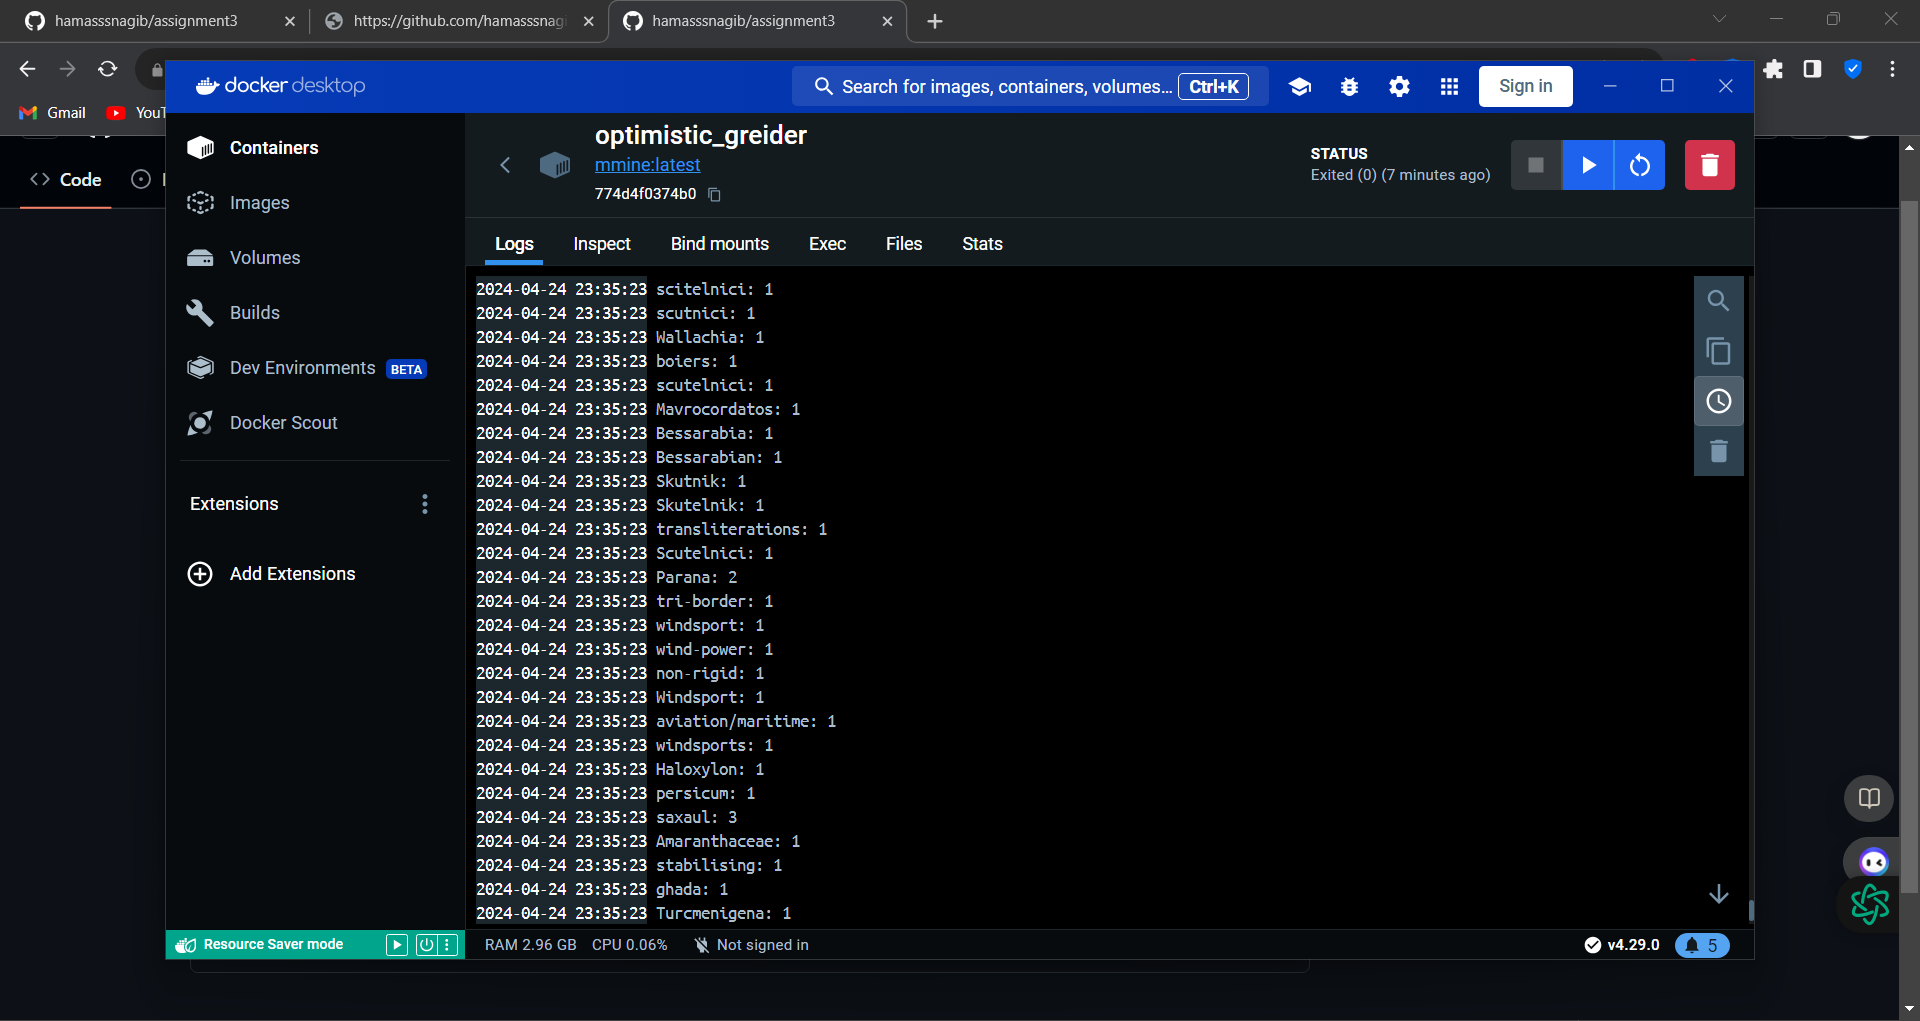 hamasssnagib/assignment3
https://github.com/hamasssnagi
hamasssnagib/assignment3
Gmail
YouT
Code
docker desktop
Search for images, containers, volumes... Ctrl+K
Sign in
Containers
Images
Volumes
Builds
Dev Environments BETA
Docker Scout
Extensions
Add Extensions
optimistic_greider
mmine:latest
774d4f0374b0
STATUS
Exited (0) (7 minutes ago)
Logs Inspect Bind mounts Exec Files Stats
2024-04-24 23:35:23 scitelnici: 1
2024-04-24 23:35:23 scutnici: 1
2024-04-24 23:35:23 Wallachia: 1
2024-04-24 23:35:23 boiers: 1
2024-04-24 23:35:23 scutelnici: 1
2024-04-24 23:35:23 Mavrocordatos: 1
2024-04-24 23:35:23 Bessarabia: 1
2024-04-24 23:35:23 Bessarabian: 1
2024-04-24 23:35:23 Skutnik: 1
2024-04-24 23:35:23 Skutelnik: 1
2024-04-24 23:35:23 transliterations: 1
2024-04-24 23:35:23 Scutelnici: 1
2024-04-24 23:35:23 Parana: 2
2024-04-24 23:35:23 tri-border: 1
2024-04-24 23:35:23 windsport: 1
2024-04-24 23:35:23 wind-power: 1
2024-04-24 23:35:23 non-rigid: 1
2024-04-24 23:35:23 Windsport: 1
2024-04-24 23:35:23 aviation/maritime: 1
2024-04-24 23:35:23 windsports: 1
2024-04-24 23:35:23 Haloxylon: 1
2024-04-24 23:35:23 persicum: 1
2024-04-24 23:35:23 saxaul: 3
2024-04-24 23:35:23 Amaranthaceae: 1
2024-04-24 23:35:23 stabilising: 1
2024-04-24 23:35:23 ghada: 1
2024-04-24 23:35:23 Turcmenigena: 1
Resource Saver mode
RAM 2.96 GB CPU 0.06% Not signed in
v4.29.0
5